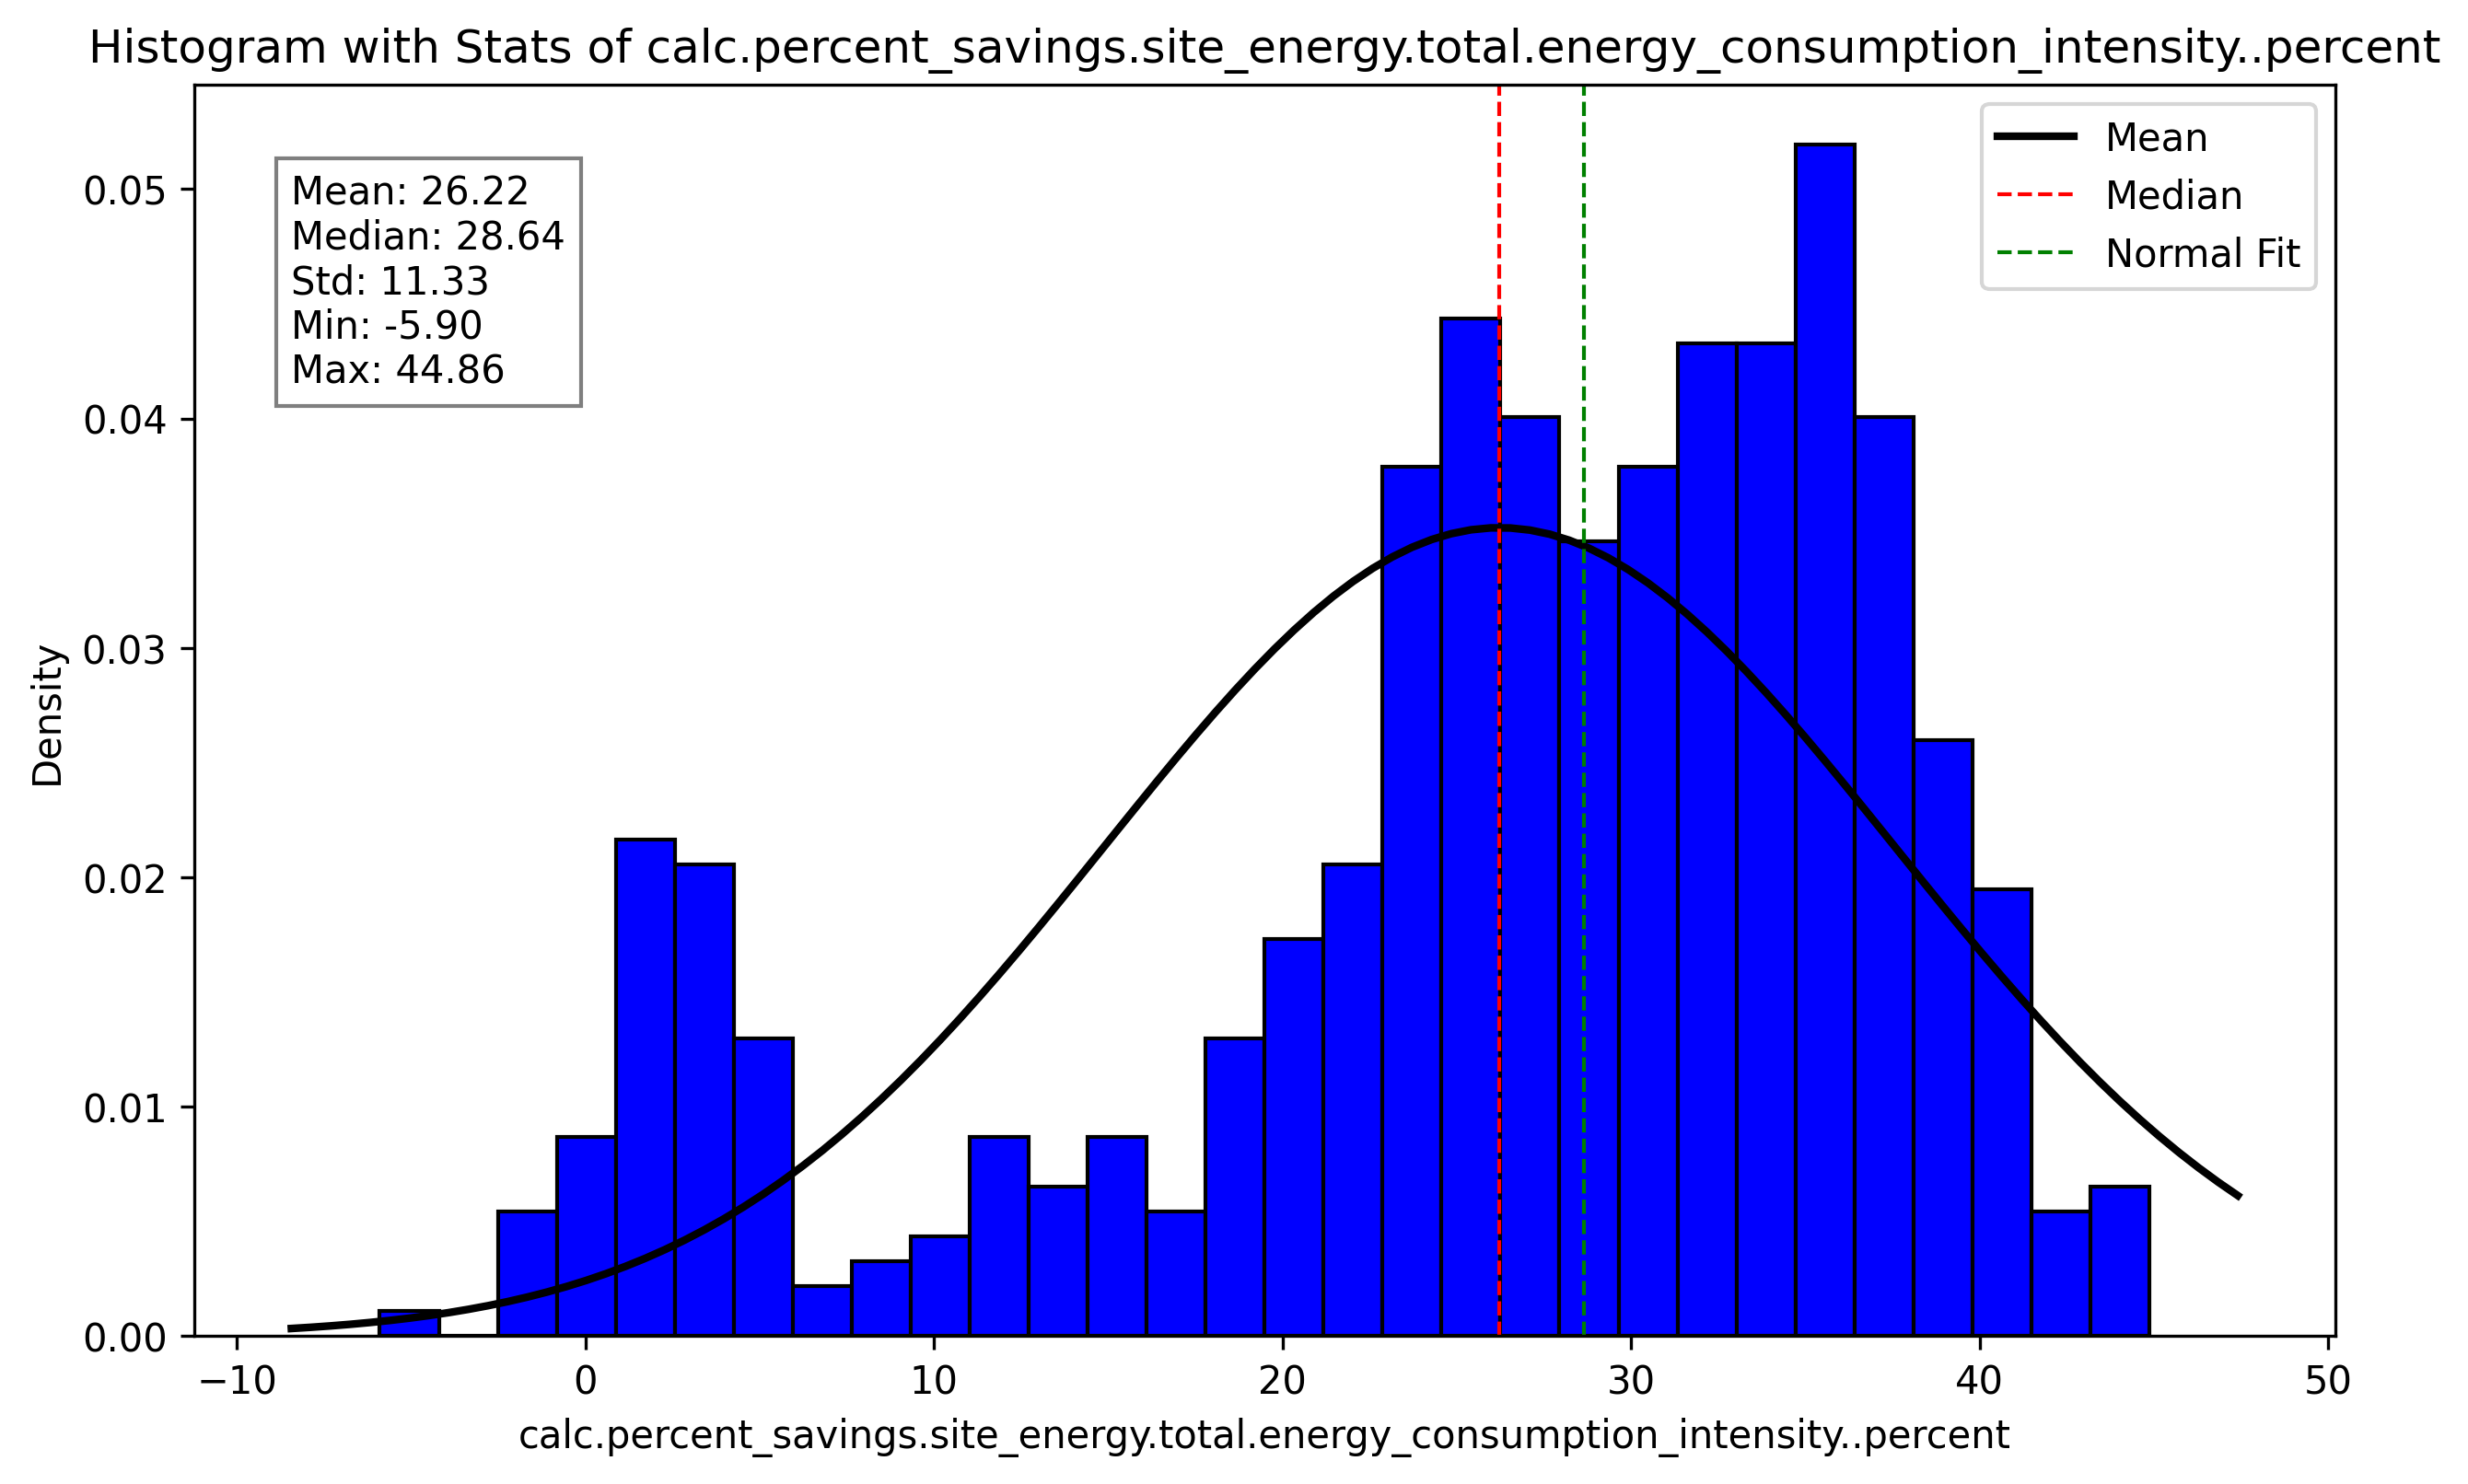 Histogram with Stats of calc.percent_savings.site_energy.total.energy_consumption_intensity..percent
Mean: 26.22
Median: 28.64
Std: 11.33
Min: -5.90
Max: 44.86
Mean
Median
Normal Fit
Density
0.05
0.04
0.03
0.02
0.01
0.00
−10 0 10 20 30 40 50
calc.percent_savings.site_energy.total.energy_consumption_intensity..percent